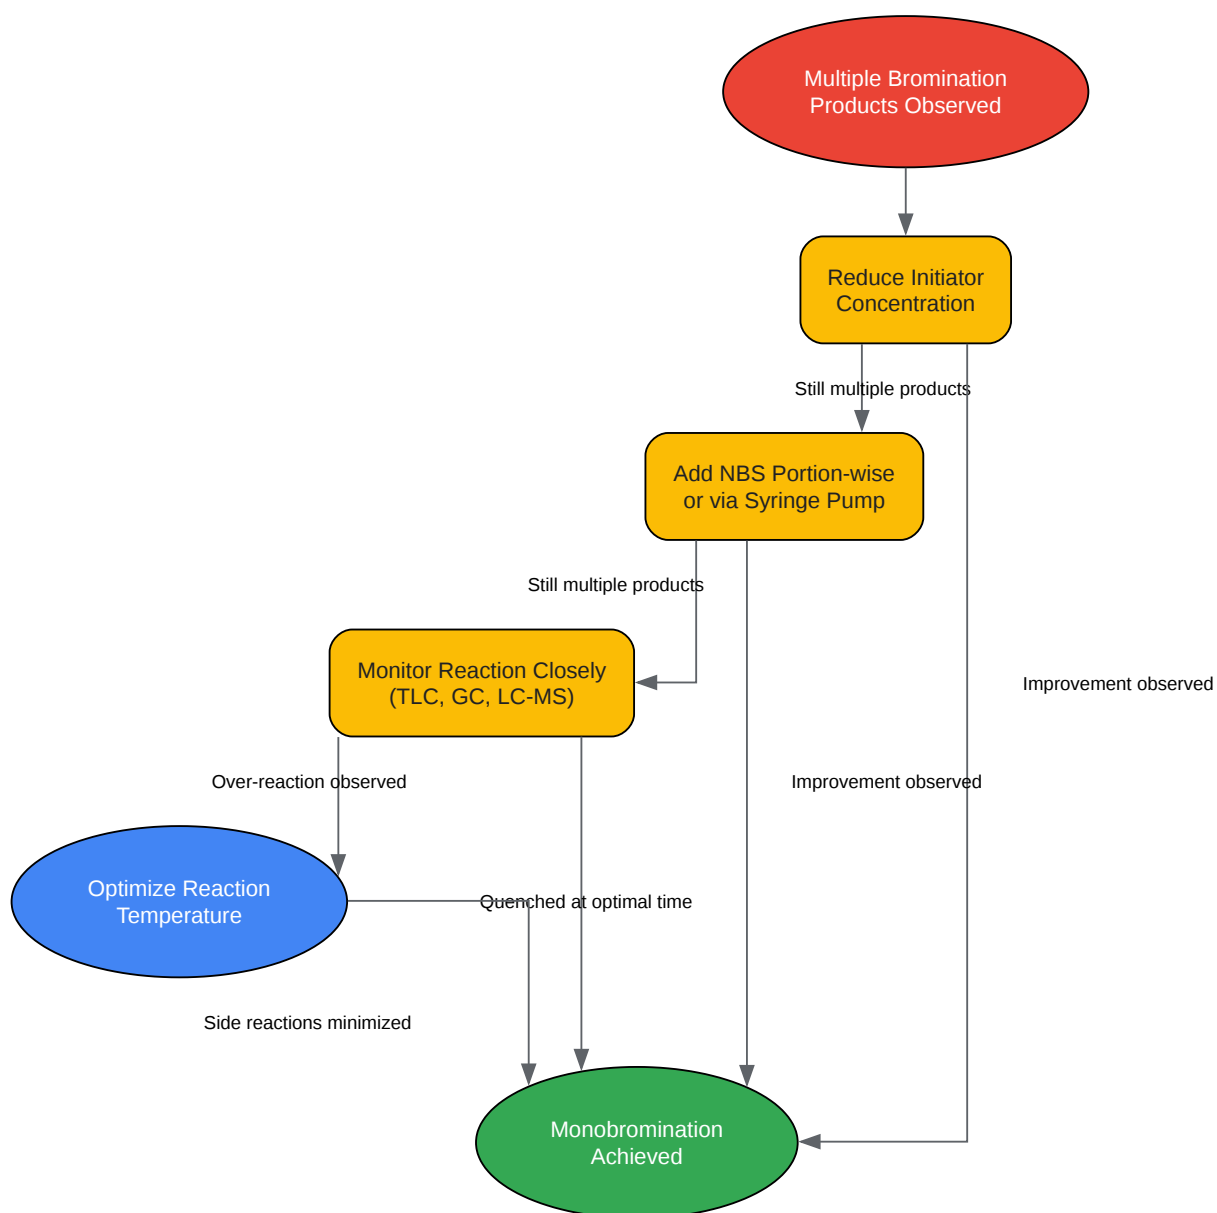 Multiple Bromination
Products Observed
Reduce Initiator
Concentration
Still multiple products
Add NBS Portion-wise
or via Syringe Pump
Still multiple products
Monitor Reaction Closely
(TLC, GC, LC-MS)
Improvement observed
Over-reaction observed
Improvement observed
Optimize Reaction
Temperature
Quenched at optimal time
Side reactions minimized
Monobromination
Achieved